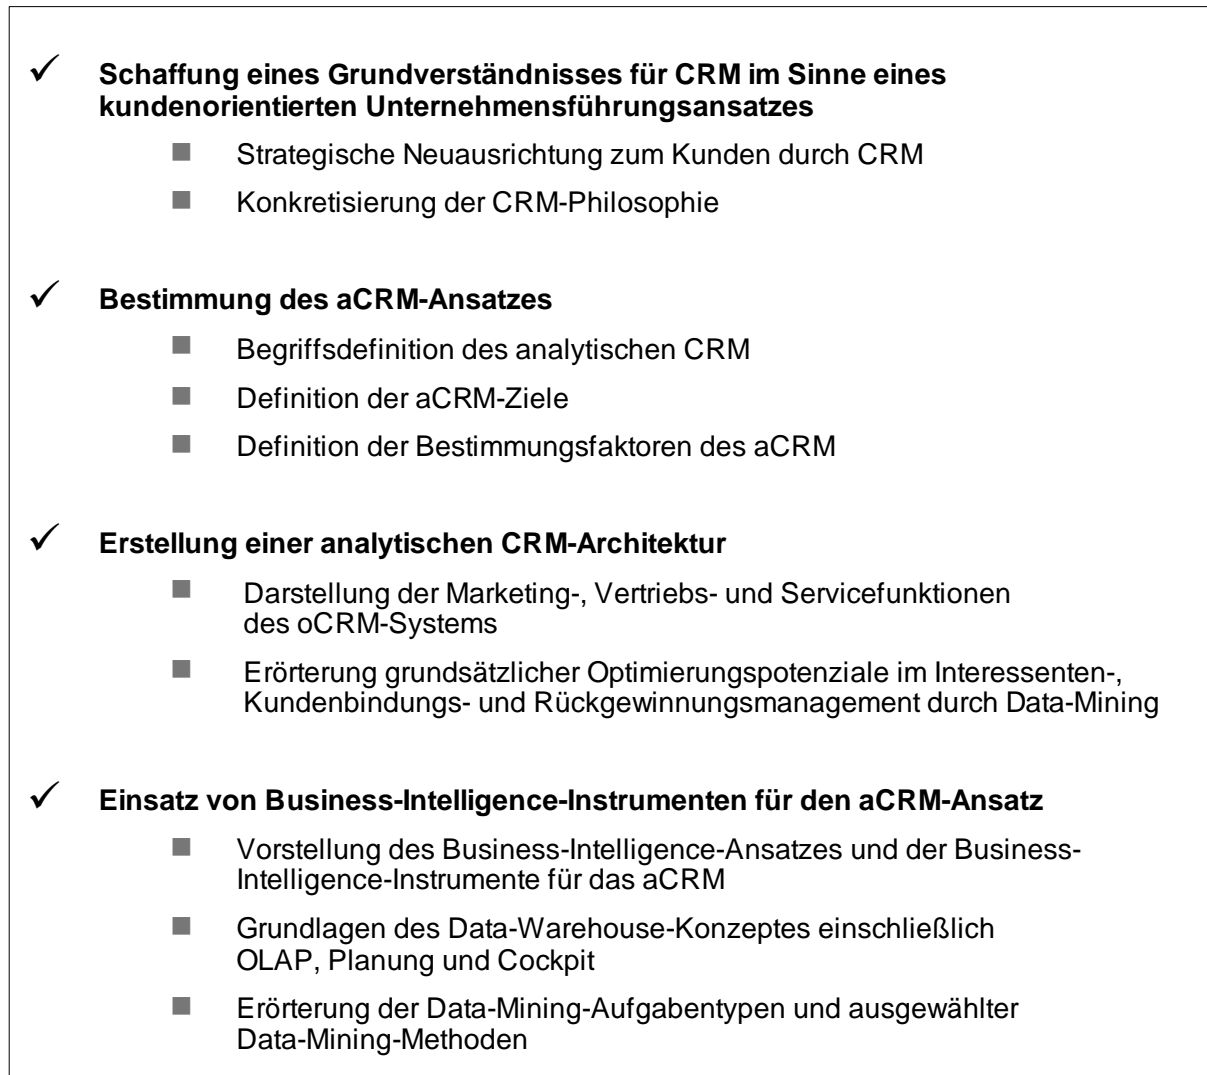 Schaffung eines Grundverständnisses für CRM im Sinne eines
kundenorientierten Unternehmensführungsansatzes
Strategische Neuausrichtung zum Kunden durch CRM
Konkretisierung der CRM-Philosophie
Bestimmung des aCRM-Ansatzes
Begriffsdefinition des analytischen CRM
Definition der aCRM-Ziele
Definition der Bestimmungsfaktoren des aCRM
Erstellung einer analytischen CRM-Architektur
Darstellung der Marketing-, Vertriebs- und Servicefunktionen
des oCRM-Systems
Erörterung grundsätzlicher Optimierungspotenziale im Interessenten-,
Kundenbindungs- und Rückgewinnungsmanagement durch Data-Mining
Einsatz von Business-Intelligence-Instrumenten für den aCRM-Ansatz
Vorstellung des Business-Intelligence-Ansatzes und der Business-
Intelligence-Instrumente für das aCRM
Grundlagen des Data-Warehouse-Konzeptes einschließlich
OLAP, Planung und Cockpit
Erörterung der Data-Mining-Aufgabentypen und ausgewählter
Data-Mining-Methoden